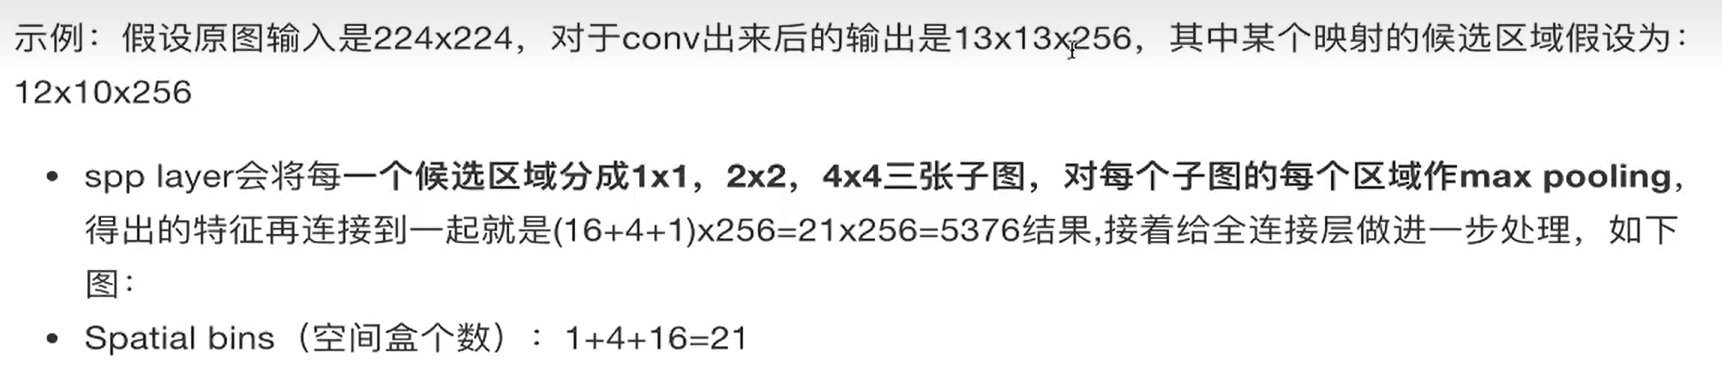 示例：假设原图输入是224x224，对于conv出来后的输出是13x13x256，其中某个映射的候选区域假设为：
12x10x256
• spp layer会将每一个候选区域分成1x1，2x2，4x4三张子图，对每个子图的每个区域作max pooling，
得出的特征再连接到一起就是(16+4+1)x256=21x256=5376结果,接着给全连接层做进一步处理，如下
图：
• Spatial bins（空间盒个数）：1+4+16=21